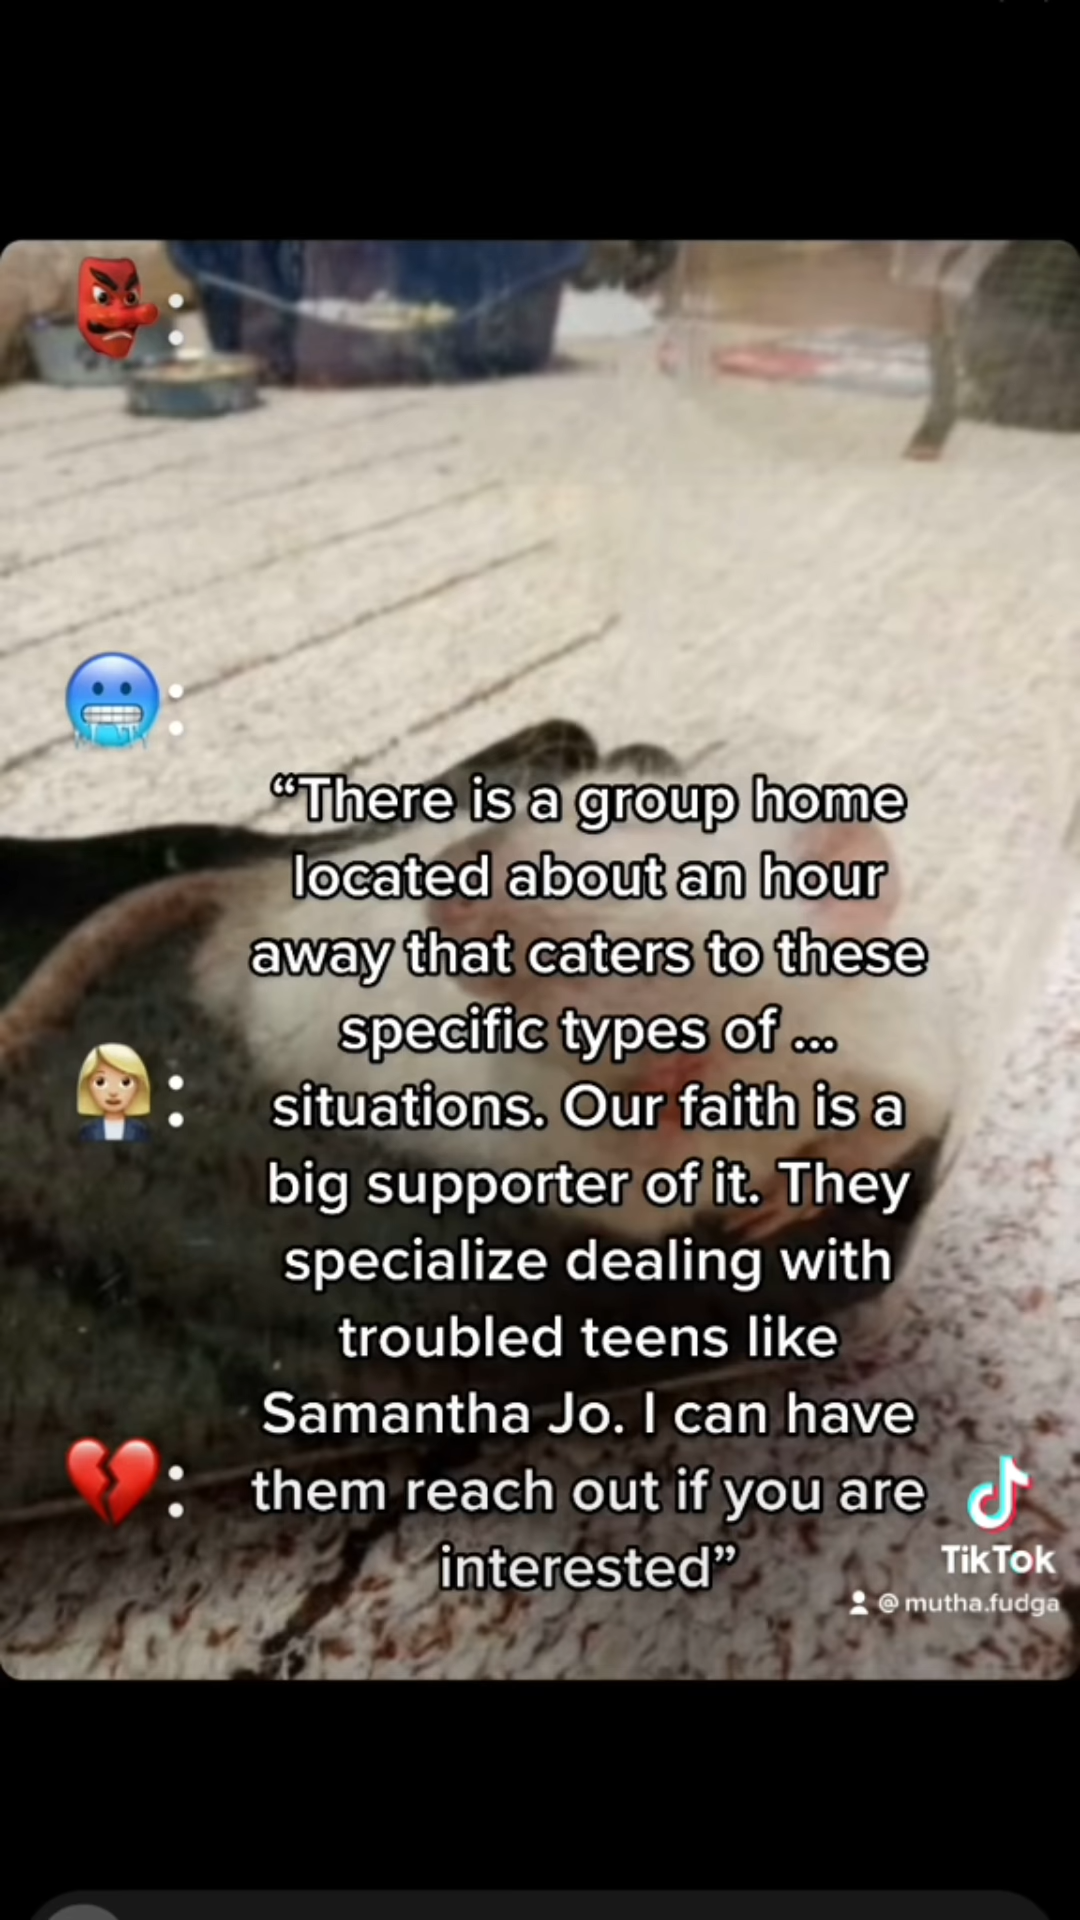 “There is a group home
located about an hour
away that caters to these
specific types of ...
situations. Our faith is a
big supporter of it. They
specialize dealing with
troubled teens like
Samantha Jo. I can have
them reach out if you are
interested”
TikTok
@mutha.fudga